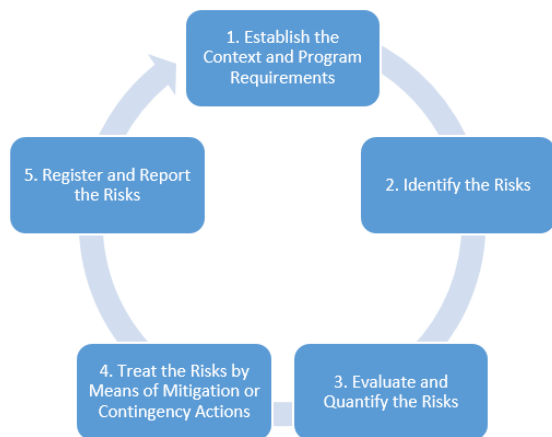 1. Establish the
Context and Program
Requirements
2. Identify the Risks
3. Evaluate and
Quantify the Risks
4. Treat the Risks by
Means of Mitigation or
Contingency Actions
5. Register and Report
the Risks